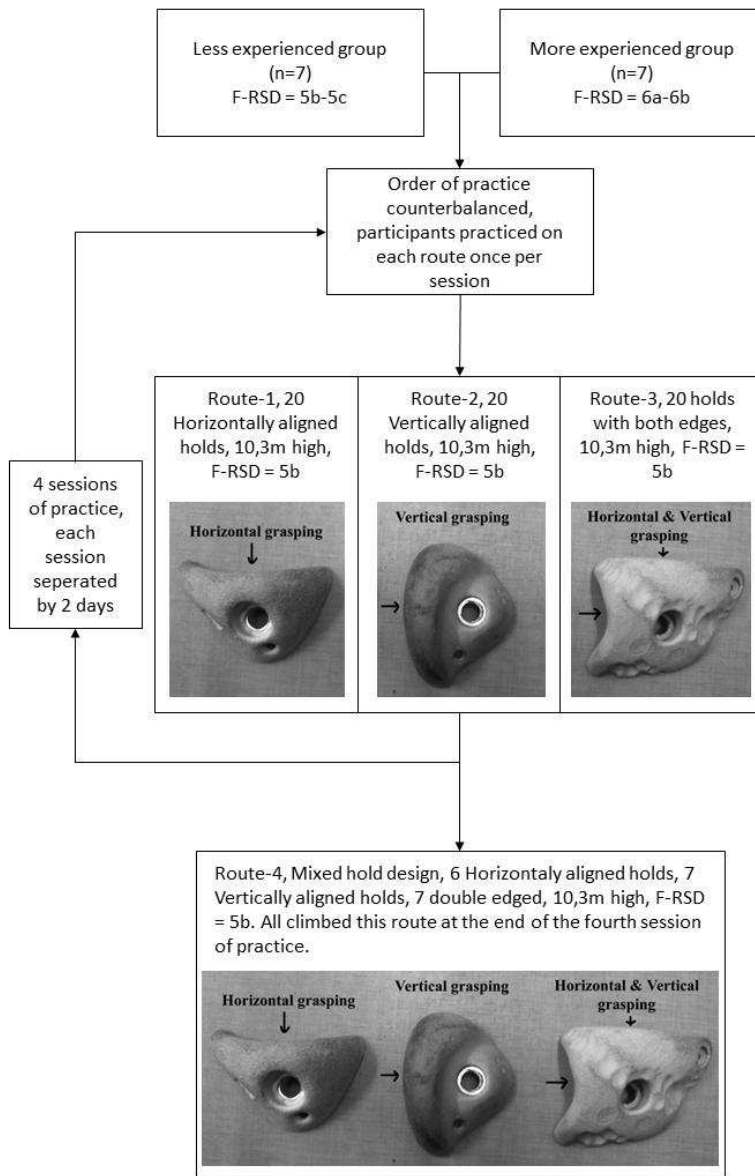 Less experienced group
(n=7)
F-RSD = 5b-5c
More experienced group
(n=7)
F-RSD = 6a-6b
Order of practice
counterbalanced,
participants practiced on
each route once per
session
4 sessions
of practice,
each
session
seperated
by 2 days
Route-1, 20
Horizontally aligned
holds, 10,3m high,
F-RSD = 5b
Horizontal grasping
Route-2, 20
Vertically aligned
holds, 10,3m high,
F-RSD = 5b
Vertical grasping
Route-3, 20 holds
with both edges,
10,3m high, F-RSD =
5b
Horizontal & Vertical
grasping
Route-4, Mixed hold design, 6 Horizontaly aligned holds, 7
Vertically aligned holds, 7 double edged, 10,3m high, F-RSD
= 5b. All climbed this route at the end of the fourth session
of practice.
Horizontal grasping
Vertical grasping
Horizontal & Vertical
grasping